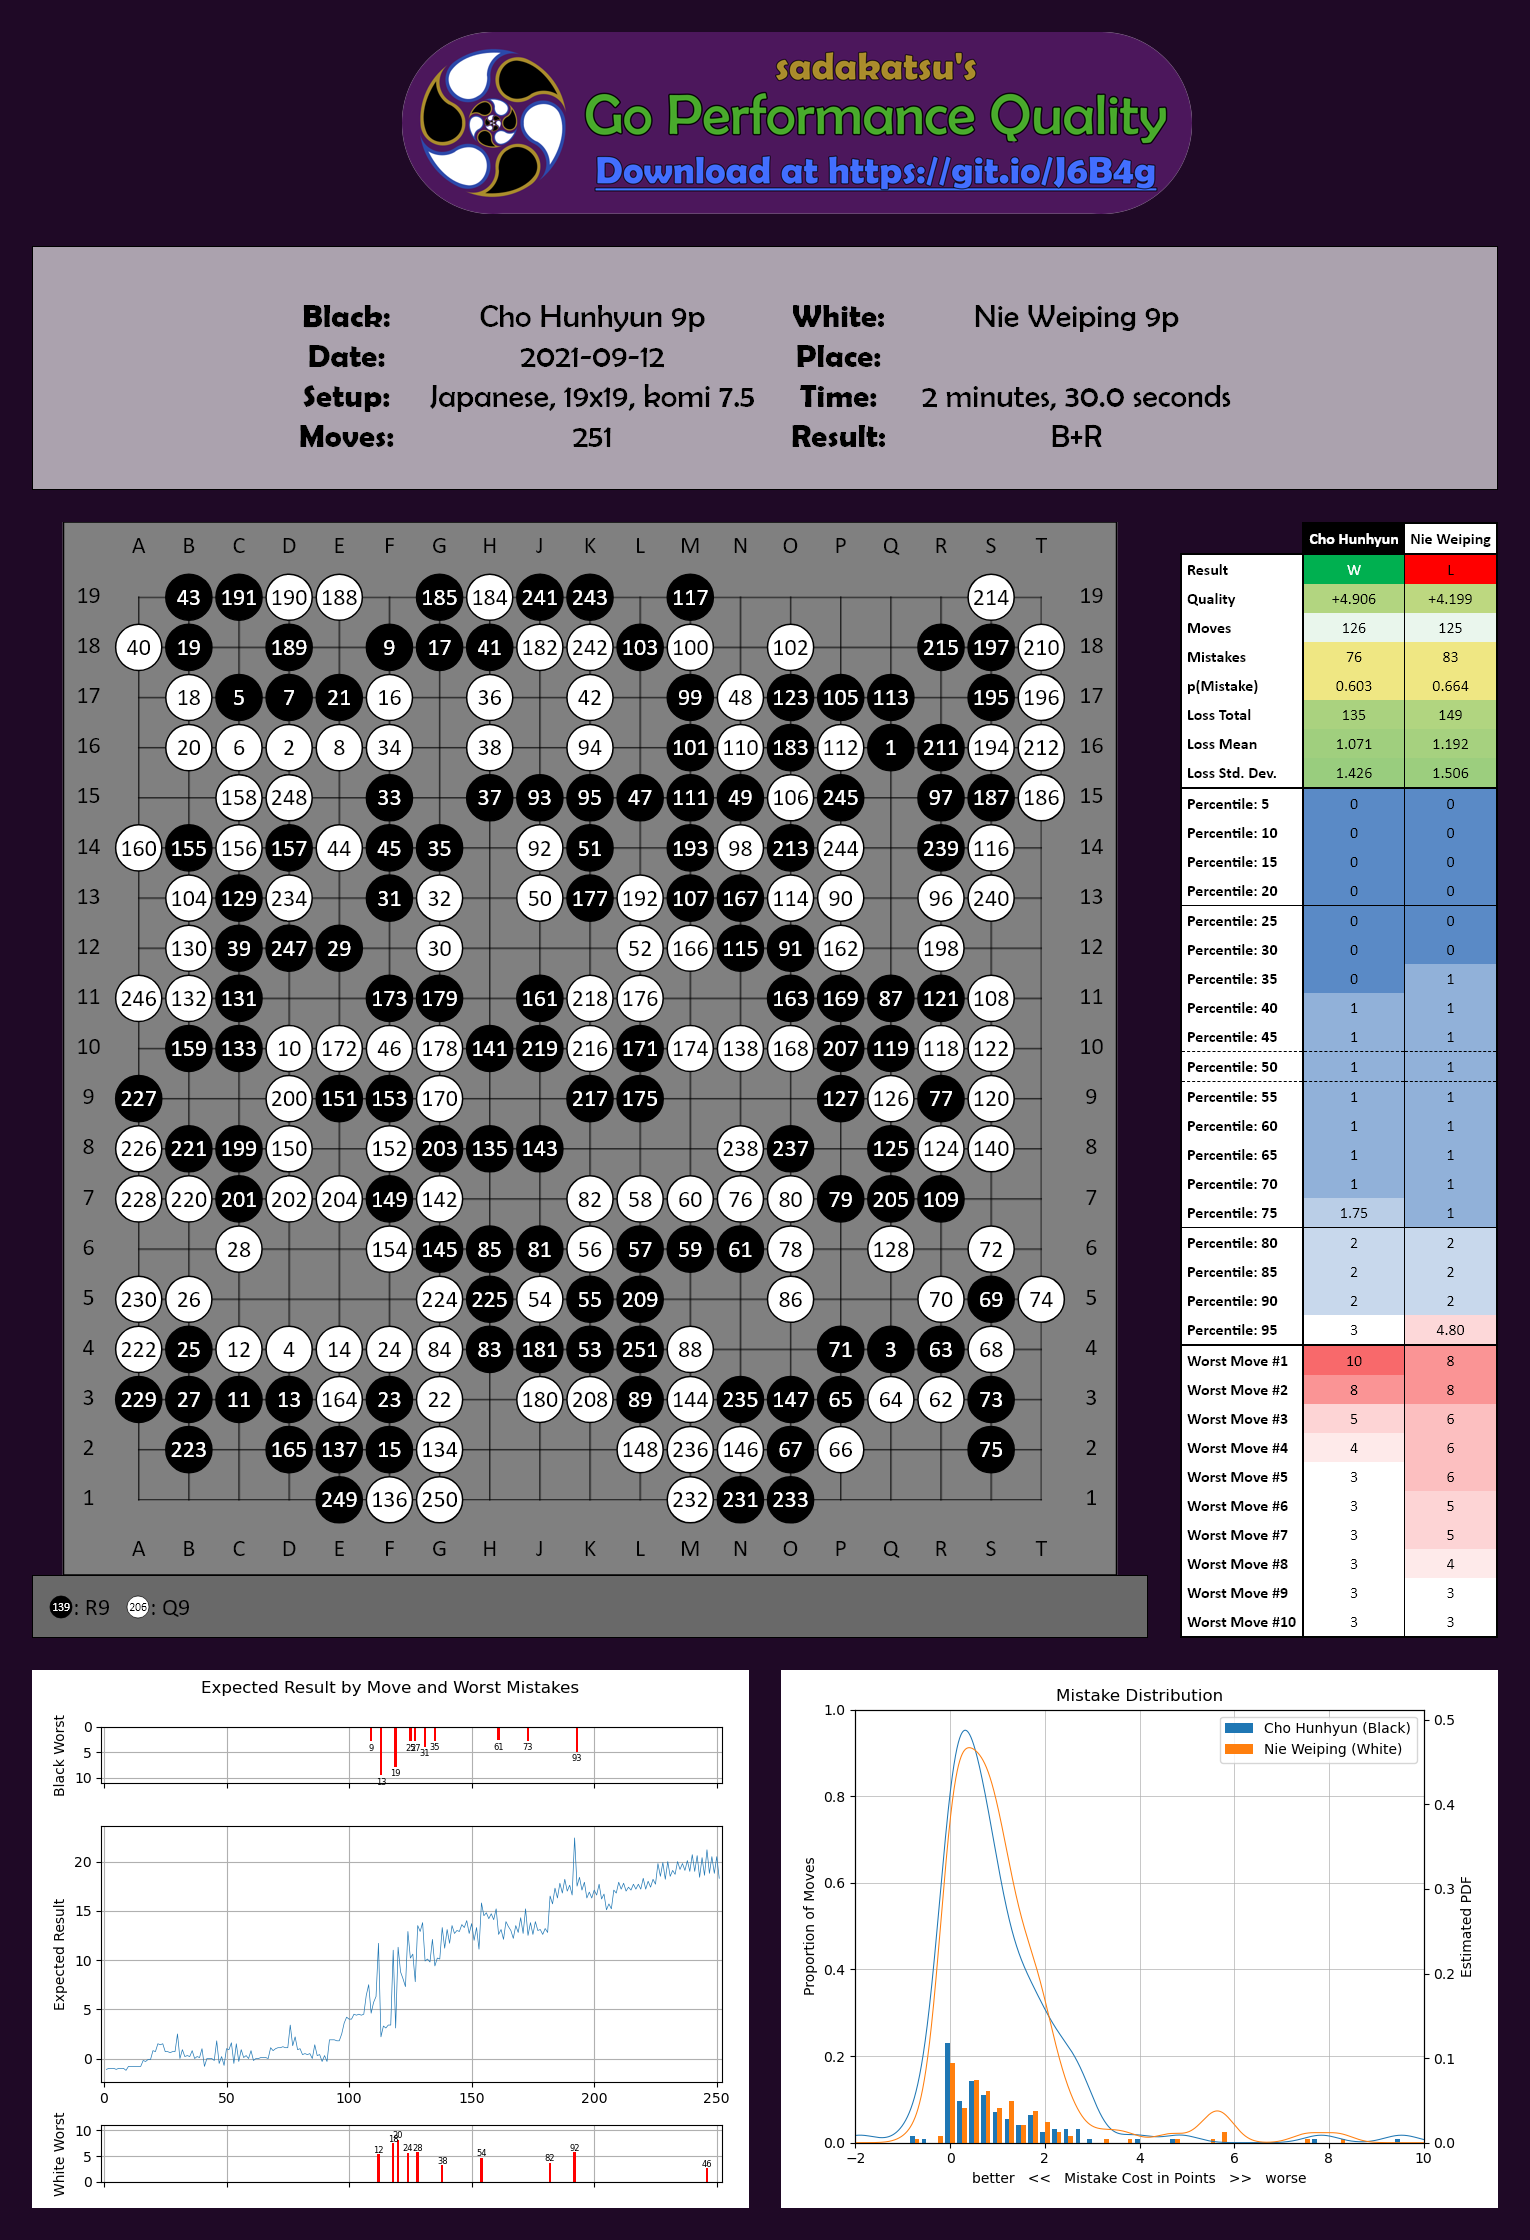 sadakatsu's
Go Performance Quality
Download at https://git.io/J6B4g
Black: Cho Hunhyun 9p White: Nie Weiping 9p
Date: 2021-09-12 Place:
Setup: Japanese, 19x19, komi 7.5 Time: 2 minutes, 30.0 seconds
Moves: 251 Result: B+R
A B C D E F G H J K L M N O P Q R S T
19 43 191 190 188 185 184 241 243 117 214 19
18 40 19 189 9 17 41 182 242 103 100 102 215 197 210 18
17 18 5 7 21 16 36 42 99 48 123 105 113 195 196 17
16 20 6 2 8 34 38 94 101 110 183 112 1 211 194 212 16
15 158 248 33 37 93 95 47 111 49 106 245 97 187 186 15
14 160 155 156 157 44 45 35 92 51 193 98 213 244 239 116 14
13 104 129 234 31 32 50 177 192 107 167 114 90 96 240 13
12 130 39 247 29 30 52 166 115 91 162 198 12
11 246 132 131 173 179 161 218 176 163 169 87 121 108 11
10 159 133 10 172 46 178 141 219 216 171 174 138 168 207 119 118 122 10
9 227 200 151 153 170 217 175 127 126 77 120 9
8 226 221 199 150 152 203 135 143 238 237 125 124 140 8
7 228 220 201 202 204 149 142 82 58 60 76 80 79 205 109 7
6 28 154 145 85 81 56 57 59 61 78 128 72 6
5 230 26 224 225 54 55 209 86 70 69 74 5
4 222 25 12 4 14 24 84 83 181 53 251 88 71 3 63 68 4
3 229 27 11 13 164 23 22 180 208 89 144 235 147 65 64 62 73 3
2 223 165 137 15 134 148 236 146 67 66 75 2
1 249 136 250 232 231 233 1
A B C D E F G H J K L M N O P Q R S T
139 : R9 206 : Q9
Cho Hunhyun Nie Weiping
Result W L
Quality +4.906 +4.199
Moves 126 125
Mistakes 76 83
p(Mistake) 0.603 0.664
Loss Total 135 149
Loss Mean 1.071 1.192
Loss Std. Dev. 1.426 1.506
Percentile: 5 0 0
Percentile: 10 0 0
Percentile: 15 0 0
Percentile: 20 0 0
Percentile: 25 0 0
Percentile: 30 0 0
Percentile: 35 0 1
Percentile: 40 1 1
Percentile: 45 1 1
Percentile: 50 1 1
Percentile: 55 1 1
Percentile: 60 1 1
Percentile: 65 1 1
Percentile: 70 1 1
Percentile: 75 1.75 1
Percentile: 80 2 2
Percentile: 85 2 2
Percentile: 90 2 2
Percentile: 95 3 4.80
Worst Move #1 10 8
Worst Move #2 8 8
Worst Move #3 5 6
Worst Move #4 4 6
Worst Move #5 3 6
Worst Move #6 3 5
Worst Move #7 3 5
Worst Move #8 3 4
Worst Move #9 3 3
Worst Move #10 3 3
Expected Result by Move and Worst Mistakes
Black Worst
0
5
10
9 13 19 25 27 31 35 61 73 93
Expected Result
20
15
10
5
0
0 50 100 150 200 250
White Worst
10
5
0
12 18 20 24 28 38 54 82 92 46
Mistake Distribution
Cho Hunhyun (Black)
Nie Weiping (White)
Proportion of Moves
1.0
0.8
0.6
0.4
0.2
0.0
Estimated PDF
0.5
0.4
0.3
0.2
0.1
0.0
−2 0 2 4 6 8 10
better << Mistake Cost in Points >> worse